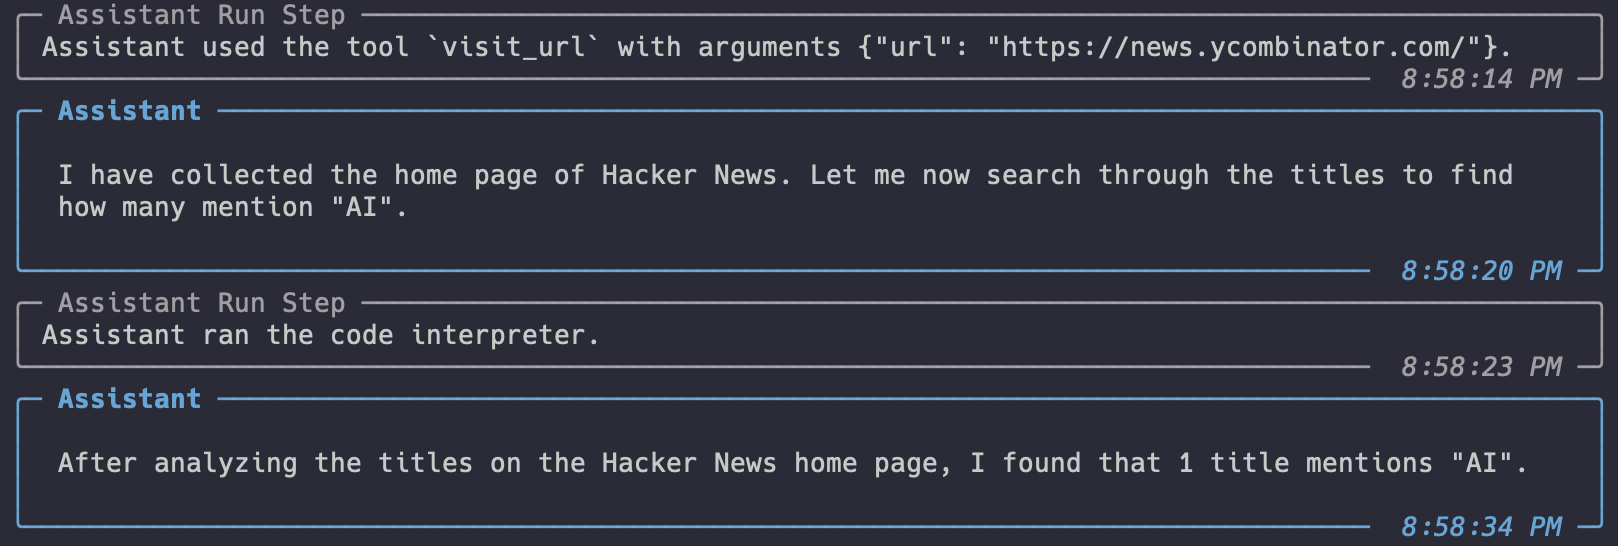 Assistant Run Step
Assistant used the tool `visit_url` with arguments {"url": "https://news.ycombinator.com/"}.
8:58:14 PM
Assistant
I have collected the home page of Hacker News. Let me now search through the titles to find
how many mention "AI".
8:58:20 PM
Assistant Run Step
Assistant ran the code interpreter.
8:58:23 PM
Assistant
After analyzing the titles on the Hacker News home page, I found that 1 title mentions "AI".
8:58:34 PM